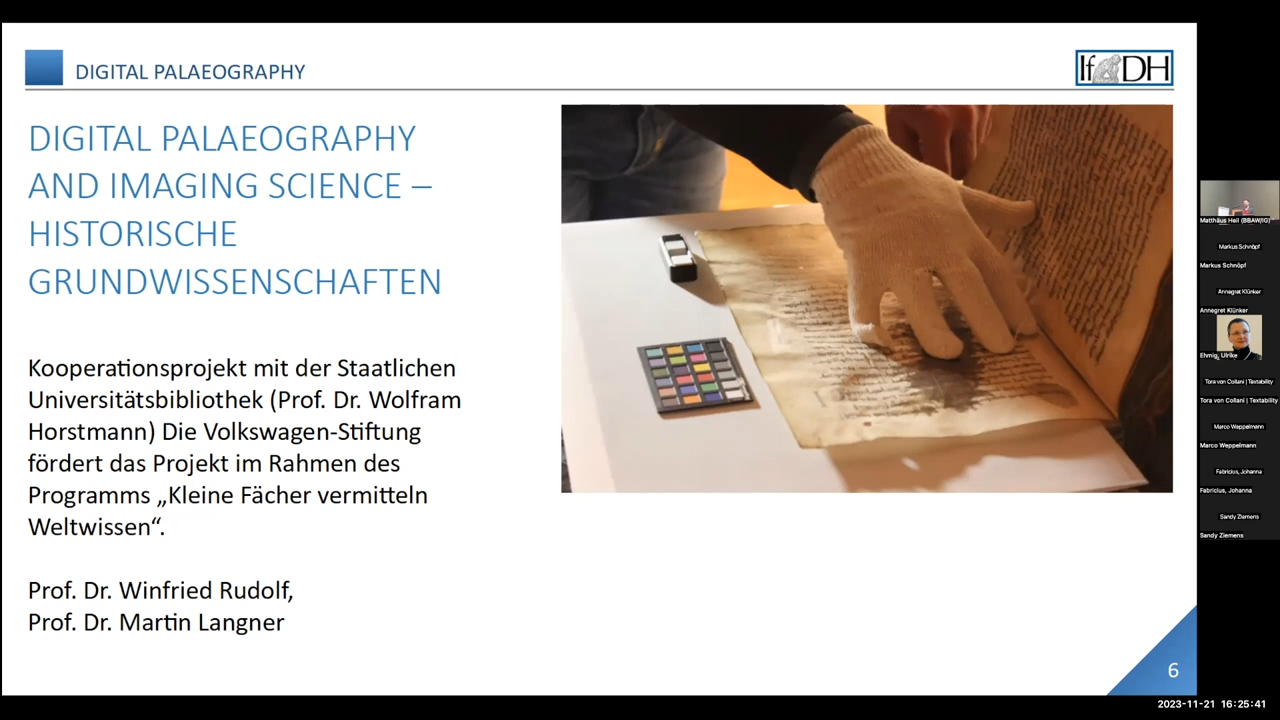 DIGITAL PALAEOGRAPHY
IfDH
DIGITAL PALAEOGRAPHY
AND IMAGING SCIENCE –
HISTORISCHE
GRUNDWISSENSCHAFTEN
Kooperationsprojekt mit der Staatlichen
Universitätsbibliothek (Prof. Dr. Wolfram
Horstmann) Die Volkswagen-Stiftung
fördert das Projekt im Rahmen des
Programms „Kleine Fächer vermitteln
Weltwissen“.
Prof. Dr. Winfried Rudolf,
Prof. Dr. Martin Langner
6
Matthäus Heil (BBAW/IG)
Markus Schnöpf
Markus Schnöpf
Annegret Klünker
Annegret Klünker
Ehmig, Ulrike
Tora von Collani | Textability
Tora von Collani | Textability
Marco Weppelmann
Marco Weppelmann
Fabricius, Johanna
Fabricius, Johanna
Sandy Ziemens
Sandy Ziemens
2023-11-21 16:25:41